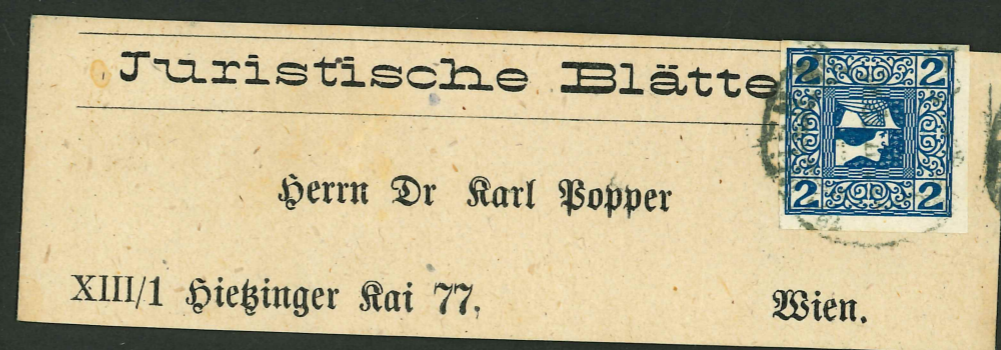 Juristische Blätte
2 2
Herrn Dr Karl Popper
2 2
XIII/1 Hietzinger Kai 77.
Wien.